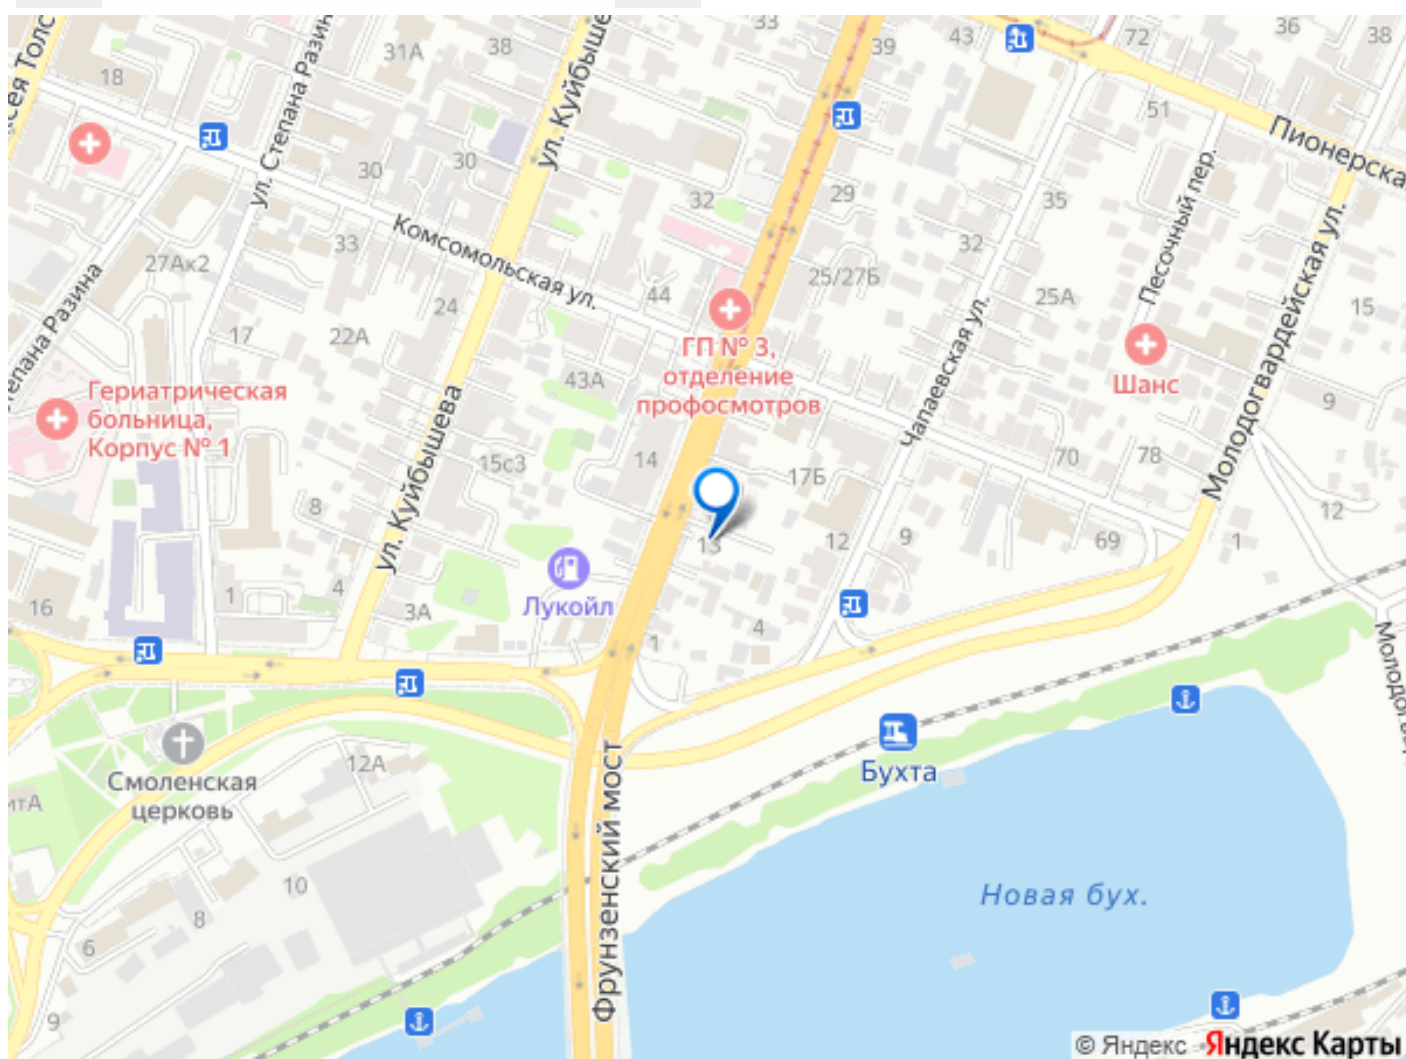 33
39
43
72
36
38
ул. Степана Разина
31А
38
ул. Куйбыше
18
51
Пионерска
30
30
32
29
35
Песочный пер.
Молодогвардейская ул.
27Ак2
33
Комсомольская ул.
32
44
25/27Б
25А
15
тепана Разина
17
22А
24
ГП № 3,
отделение
профосмотров
Чапаевская ул.
Шанс
43А
9
Гериатрическая
больница,
Корпус № 1
ул. Куйбышева
15с3
14
17Б
70
78
8
13
12
9
69
1
12
16
1
4
3А
Лукойл
1
4
Смоленская
церковь
12А
итА
Бухта
Фрунзенский мост
10
8
6
9
Новая бух.
© Яндекс Яндекс Карты